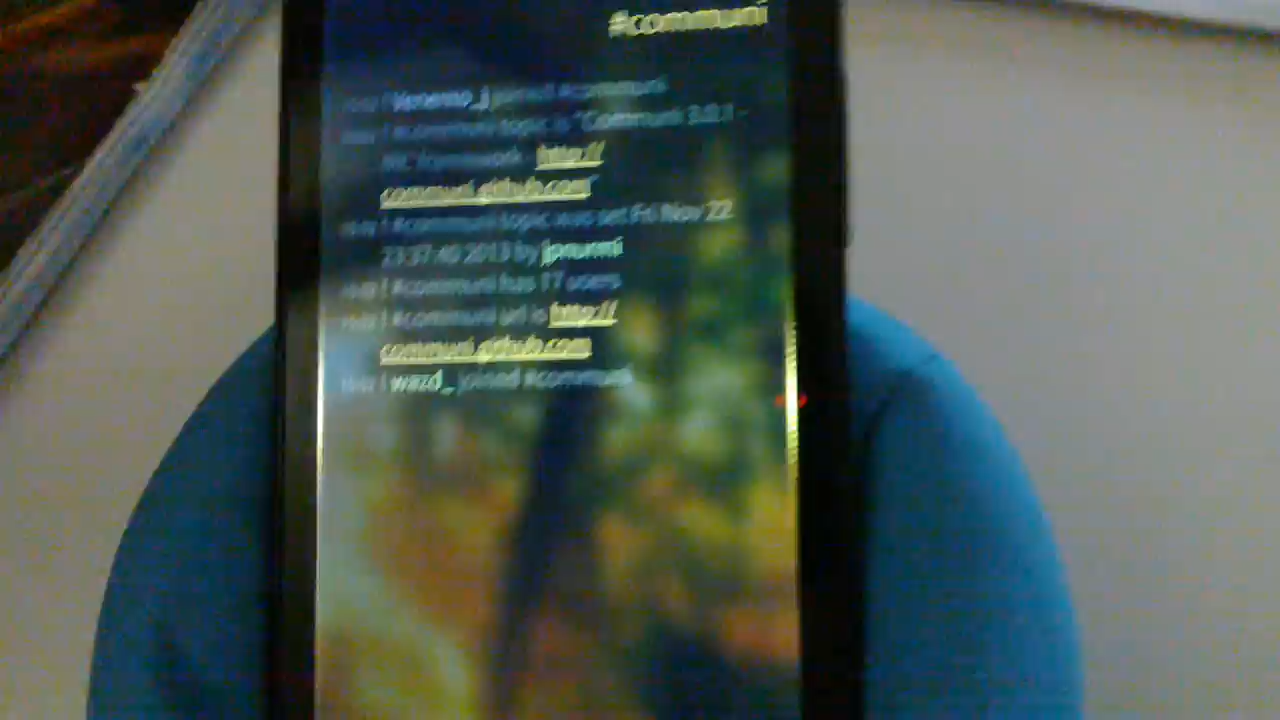 #communi
joined #communi
#communi topic is "Communi 3.0.1 -
IRC framework - http://
communi.github.com"
#communi topic was set Fri Nov 22
23:37:40 2013 by jpnurmi
#communi has 17 users
#communi url is http://
communi.github.com
wazd_ joined #communi